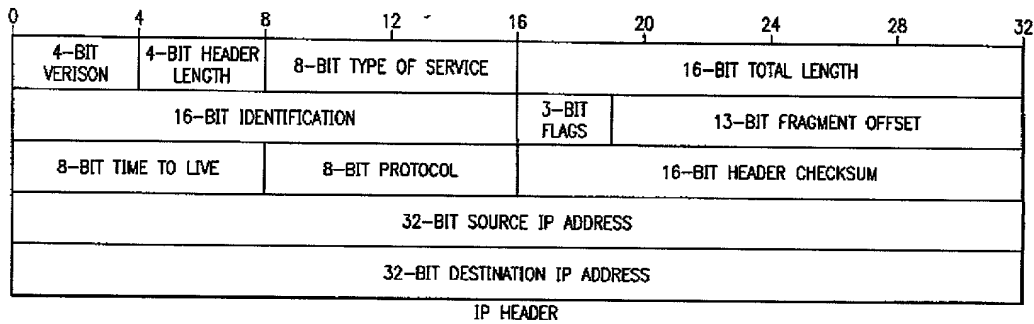 0 4 8 12 16 20 24 28 32
4-BIT VERISON 4-BIT HEADER LENGTH 8-BIT TYPE OF SERVICE 16-BIT TOTAL LENGTH
16-BIT IDENTIFICATION 3-BIT FLAGS 13-BIT FRAGMENT OFFSET
8-BIT TIME TO LIVE 8-BIT PROTOCOL 16-BIT HEADER CHECKSUM
32-BIT SOURCE IP ADDRESS
32-BIT DESTINATION IP ADDRESS
IP HEADER